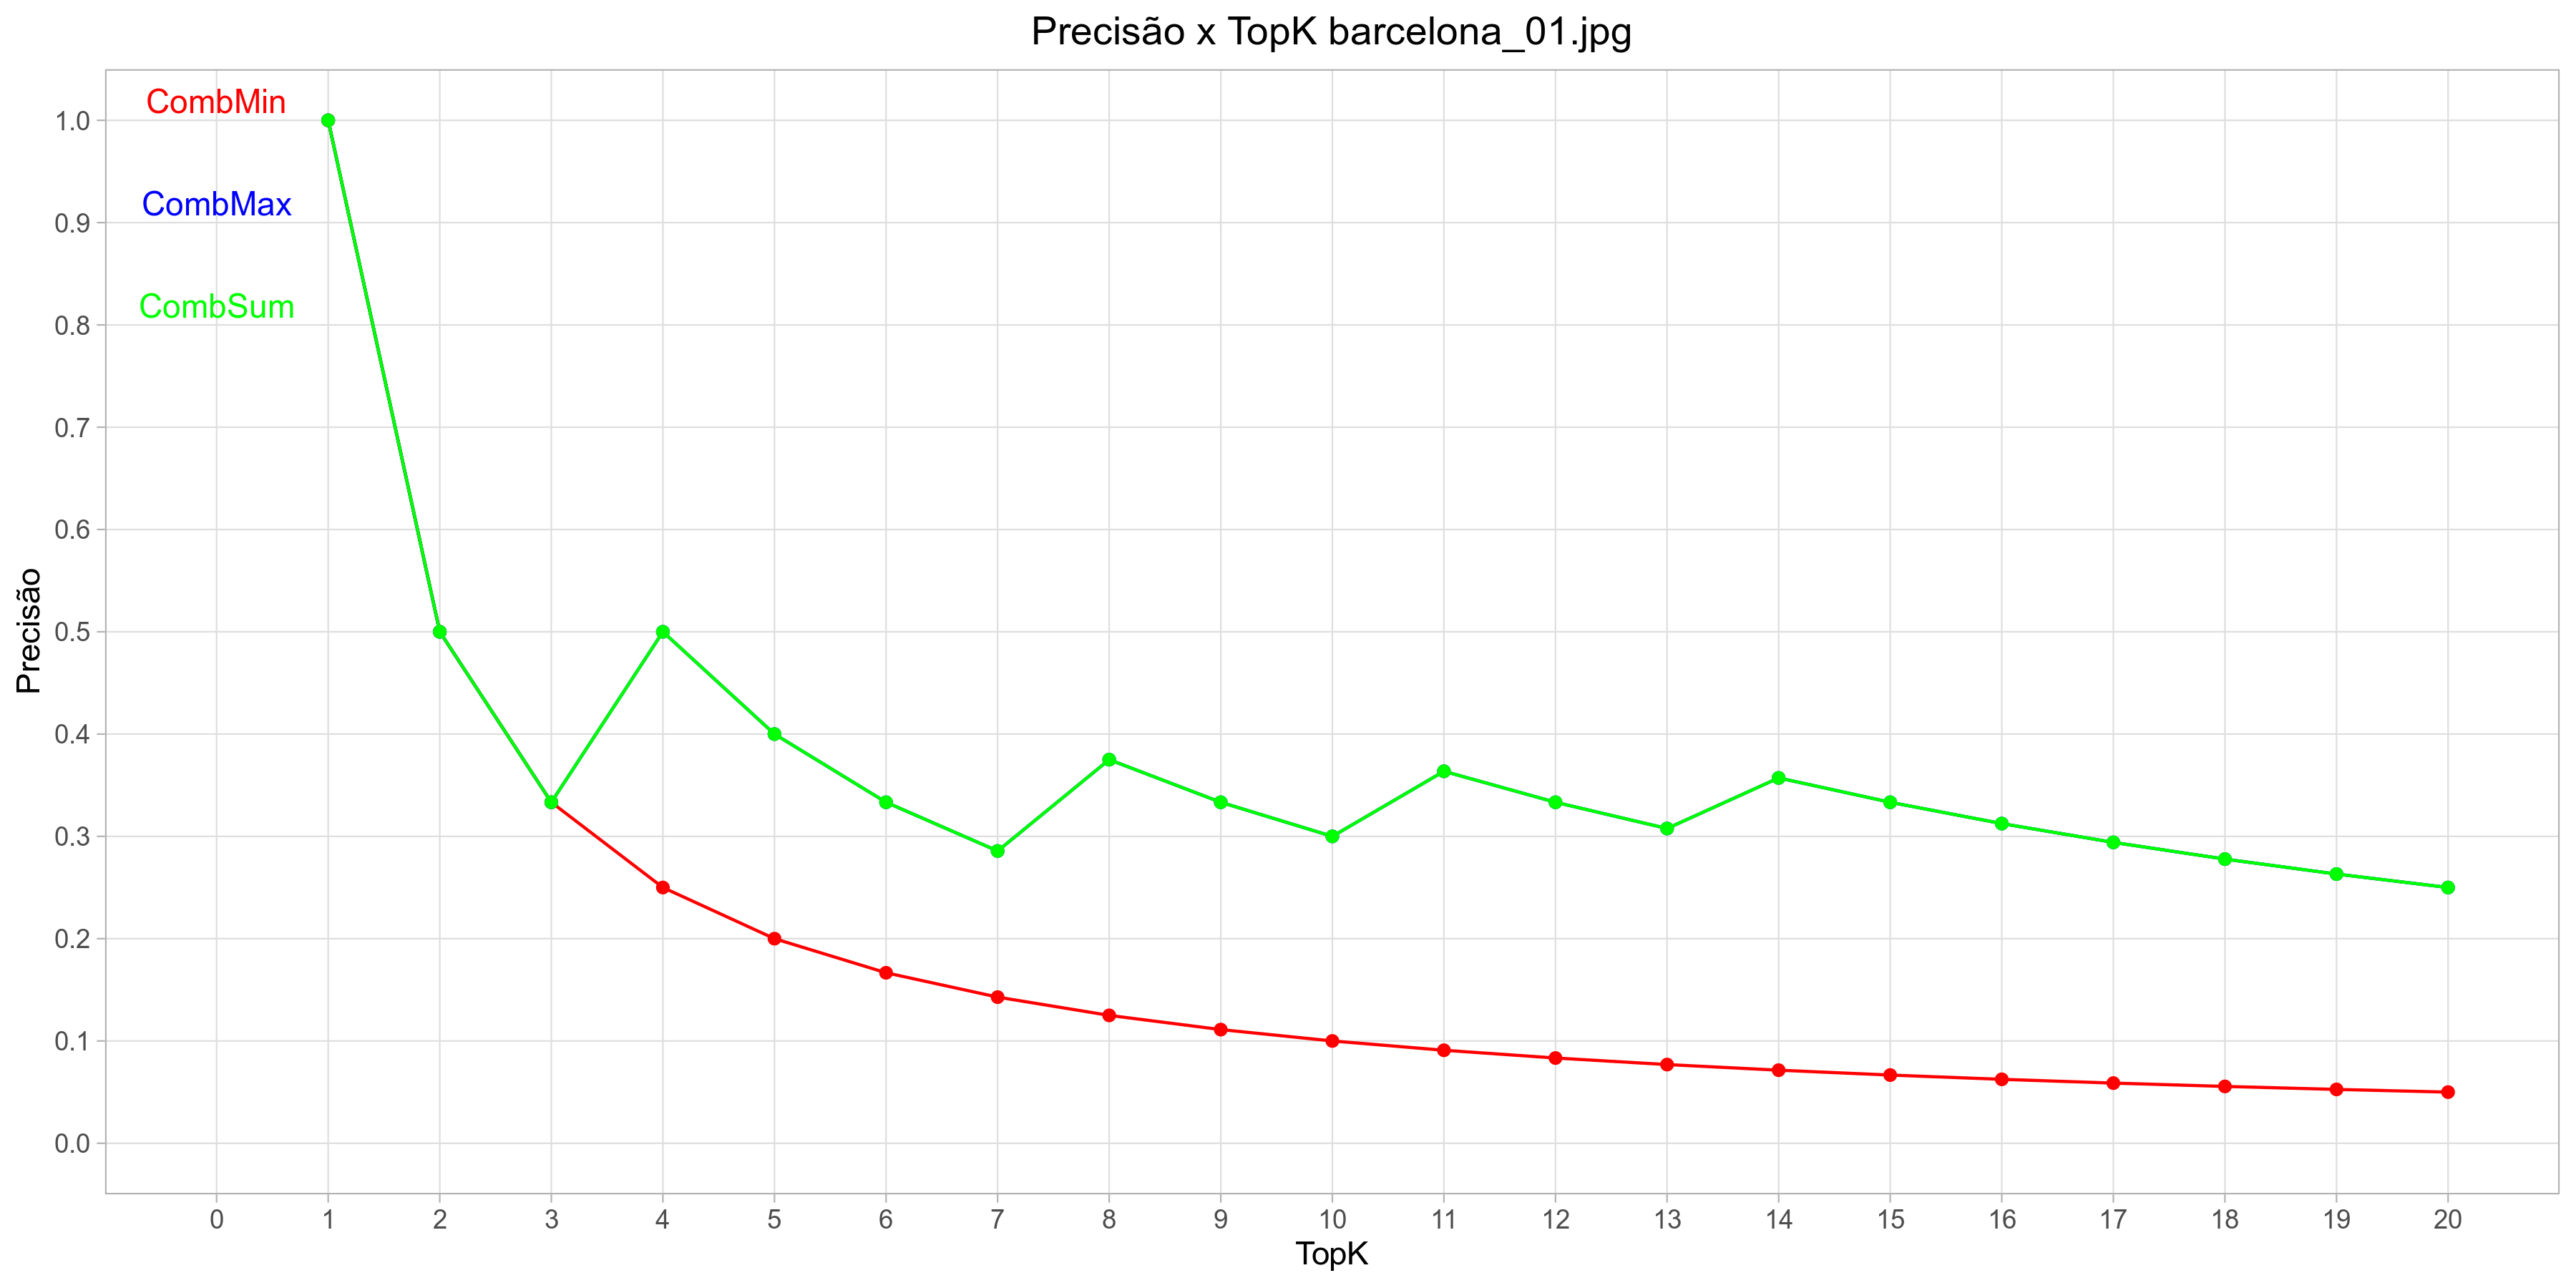 Precisão x TopK barcelona_01.jpg
CombMin
CombMax
CombSum
1.0
0.9
0.8
0.7
0.6
0.5
0.4
0.3
0.2
0.1
0.0
Precisão
0 1 2 3 4 5 6 7 8 9 10 11 12 13 14 15 16 17 18 19 20
TopK